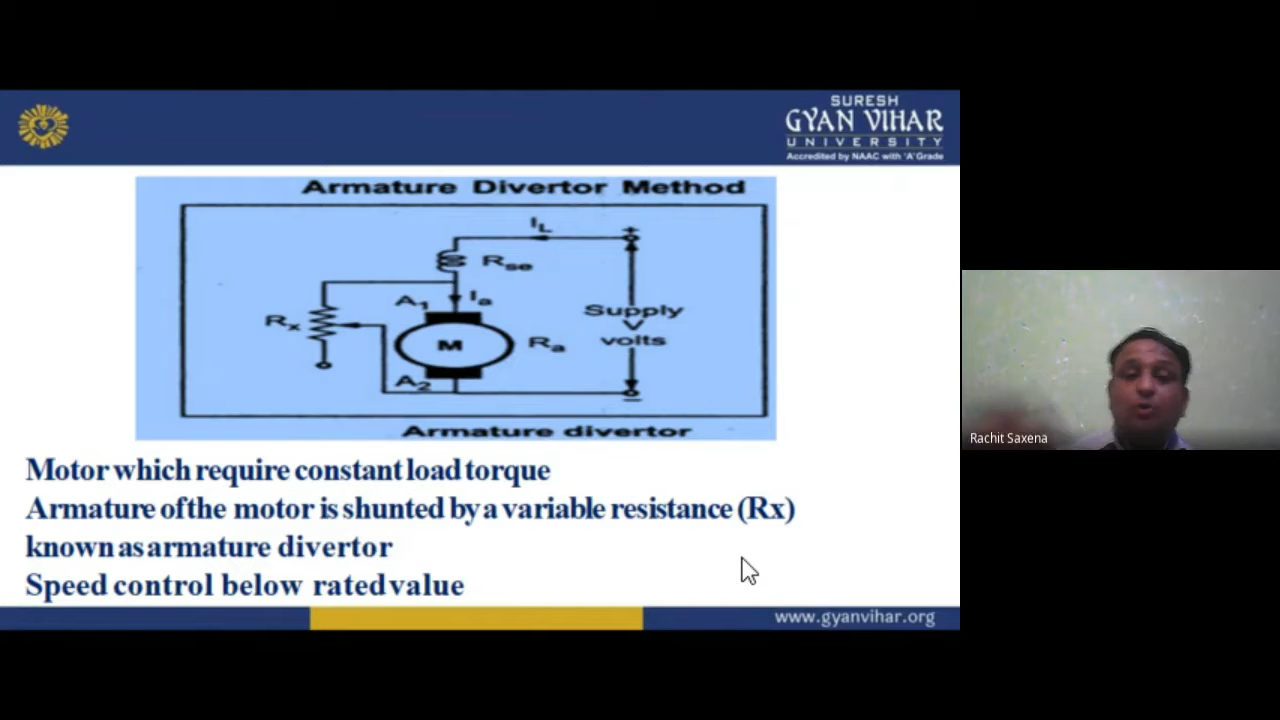 SURESH
GYAN VIHAR
UNIVERSITY
Accredited by NAAC with 'A' Grade
Armature Divertor Method
IL
+
Rse
A1
Ia
Rx
M
Ra
Supply
V
volts
A2
−
Armature divertor
Motor which require constant load torque
Armature of the motor is shunted by a variable resistance (Rx)
known as armature divertor
Speed control below rated value
www.gyanvihar.org
Rachit Saxena